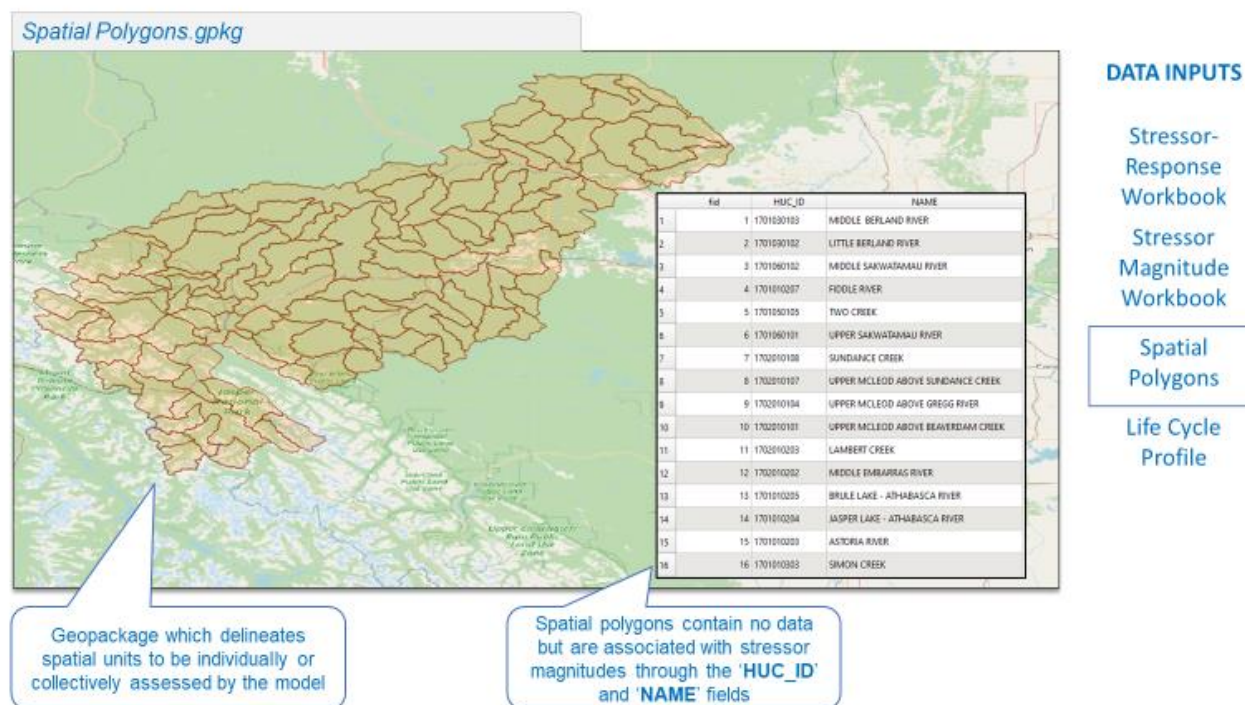 Spatial Polygons.gpkg
DATA INPUTS
Stressor-
Response
Workbook
Stressor
Magnitude
Workbook
Spatial
Polygons
Life Cycle
Profile
fid HUC_ID NAME
1 1 1701030103 MIDDLE BERLAND RIVER
2 2 1701030102 LITTLE BERLAND RIVER
3 3 1701060102 MIDDLE SAKWATAMAU RIVER
4 4 1701010207 FIDDLE RIVER
5 5 1701050105 TWO CREEK
6 6 1701060101 UPPER SAKWATAMAU RIVER
7 7 1702010108 SUNDANCE CREEK
8 8 1702010107 UPPER MCLEOD ABOVE SUNDANCE CREEK
9 9 1702010104 UPPER MCLEOD ABOVE GREGG RIVER
10 10 1702010101 UPPER MCLEOD ABOVE BEAVERDAM CREEK
11 11 1702010203 LAMBERT CREEK
12 12 1702010202 MIDDLE EMBARRAS RIVER
13 13 1701010205 BRULE LAKE - ATHABASCA RIVER
14 14 1701010204 JASPER LAKE - ATHABASCA RIVER
15 15 1701010203 ASTORIA RIVER
16 16 1701010303 SIMON CREEK
Geopackage which delineates
spatial units to be individually or
collectively assessed by the model
Spatial polygons contain no data
but are associated with stressor
magnitudes through the 'HUC_ID'
and 'NAME' fields